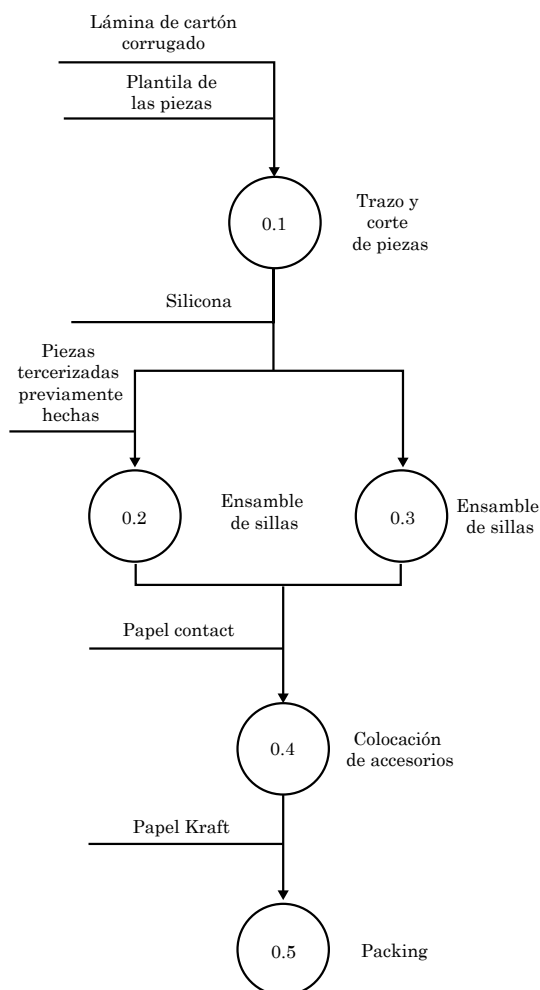 Lámina de cartón
corrugado
Plantila de
las piezas
0.1
Trazo y
corte
de piezas
Silicona
Piezas
tercerizadas
previamente
hechas
0.2
Ensamble
de sillas
0.3
Ensamble
de sillas
Papel contact
0.4
Colocación
de accesorios
Papel Kraft
0.5
Packing